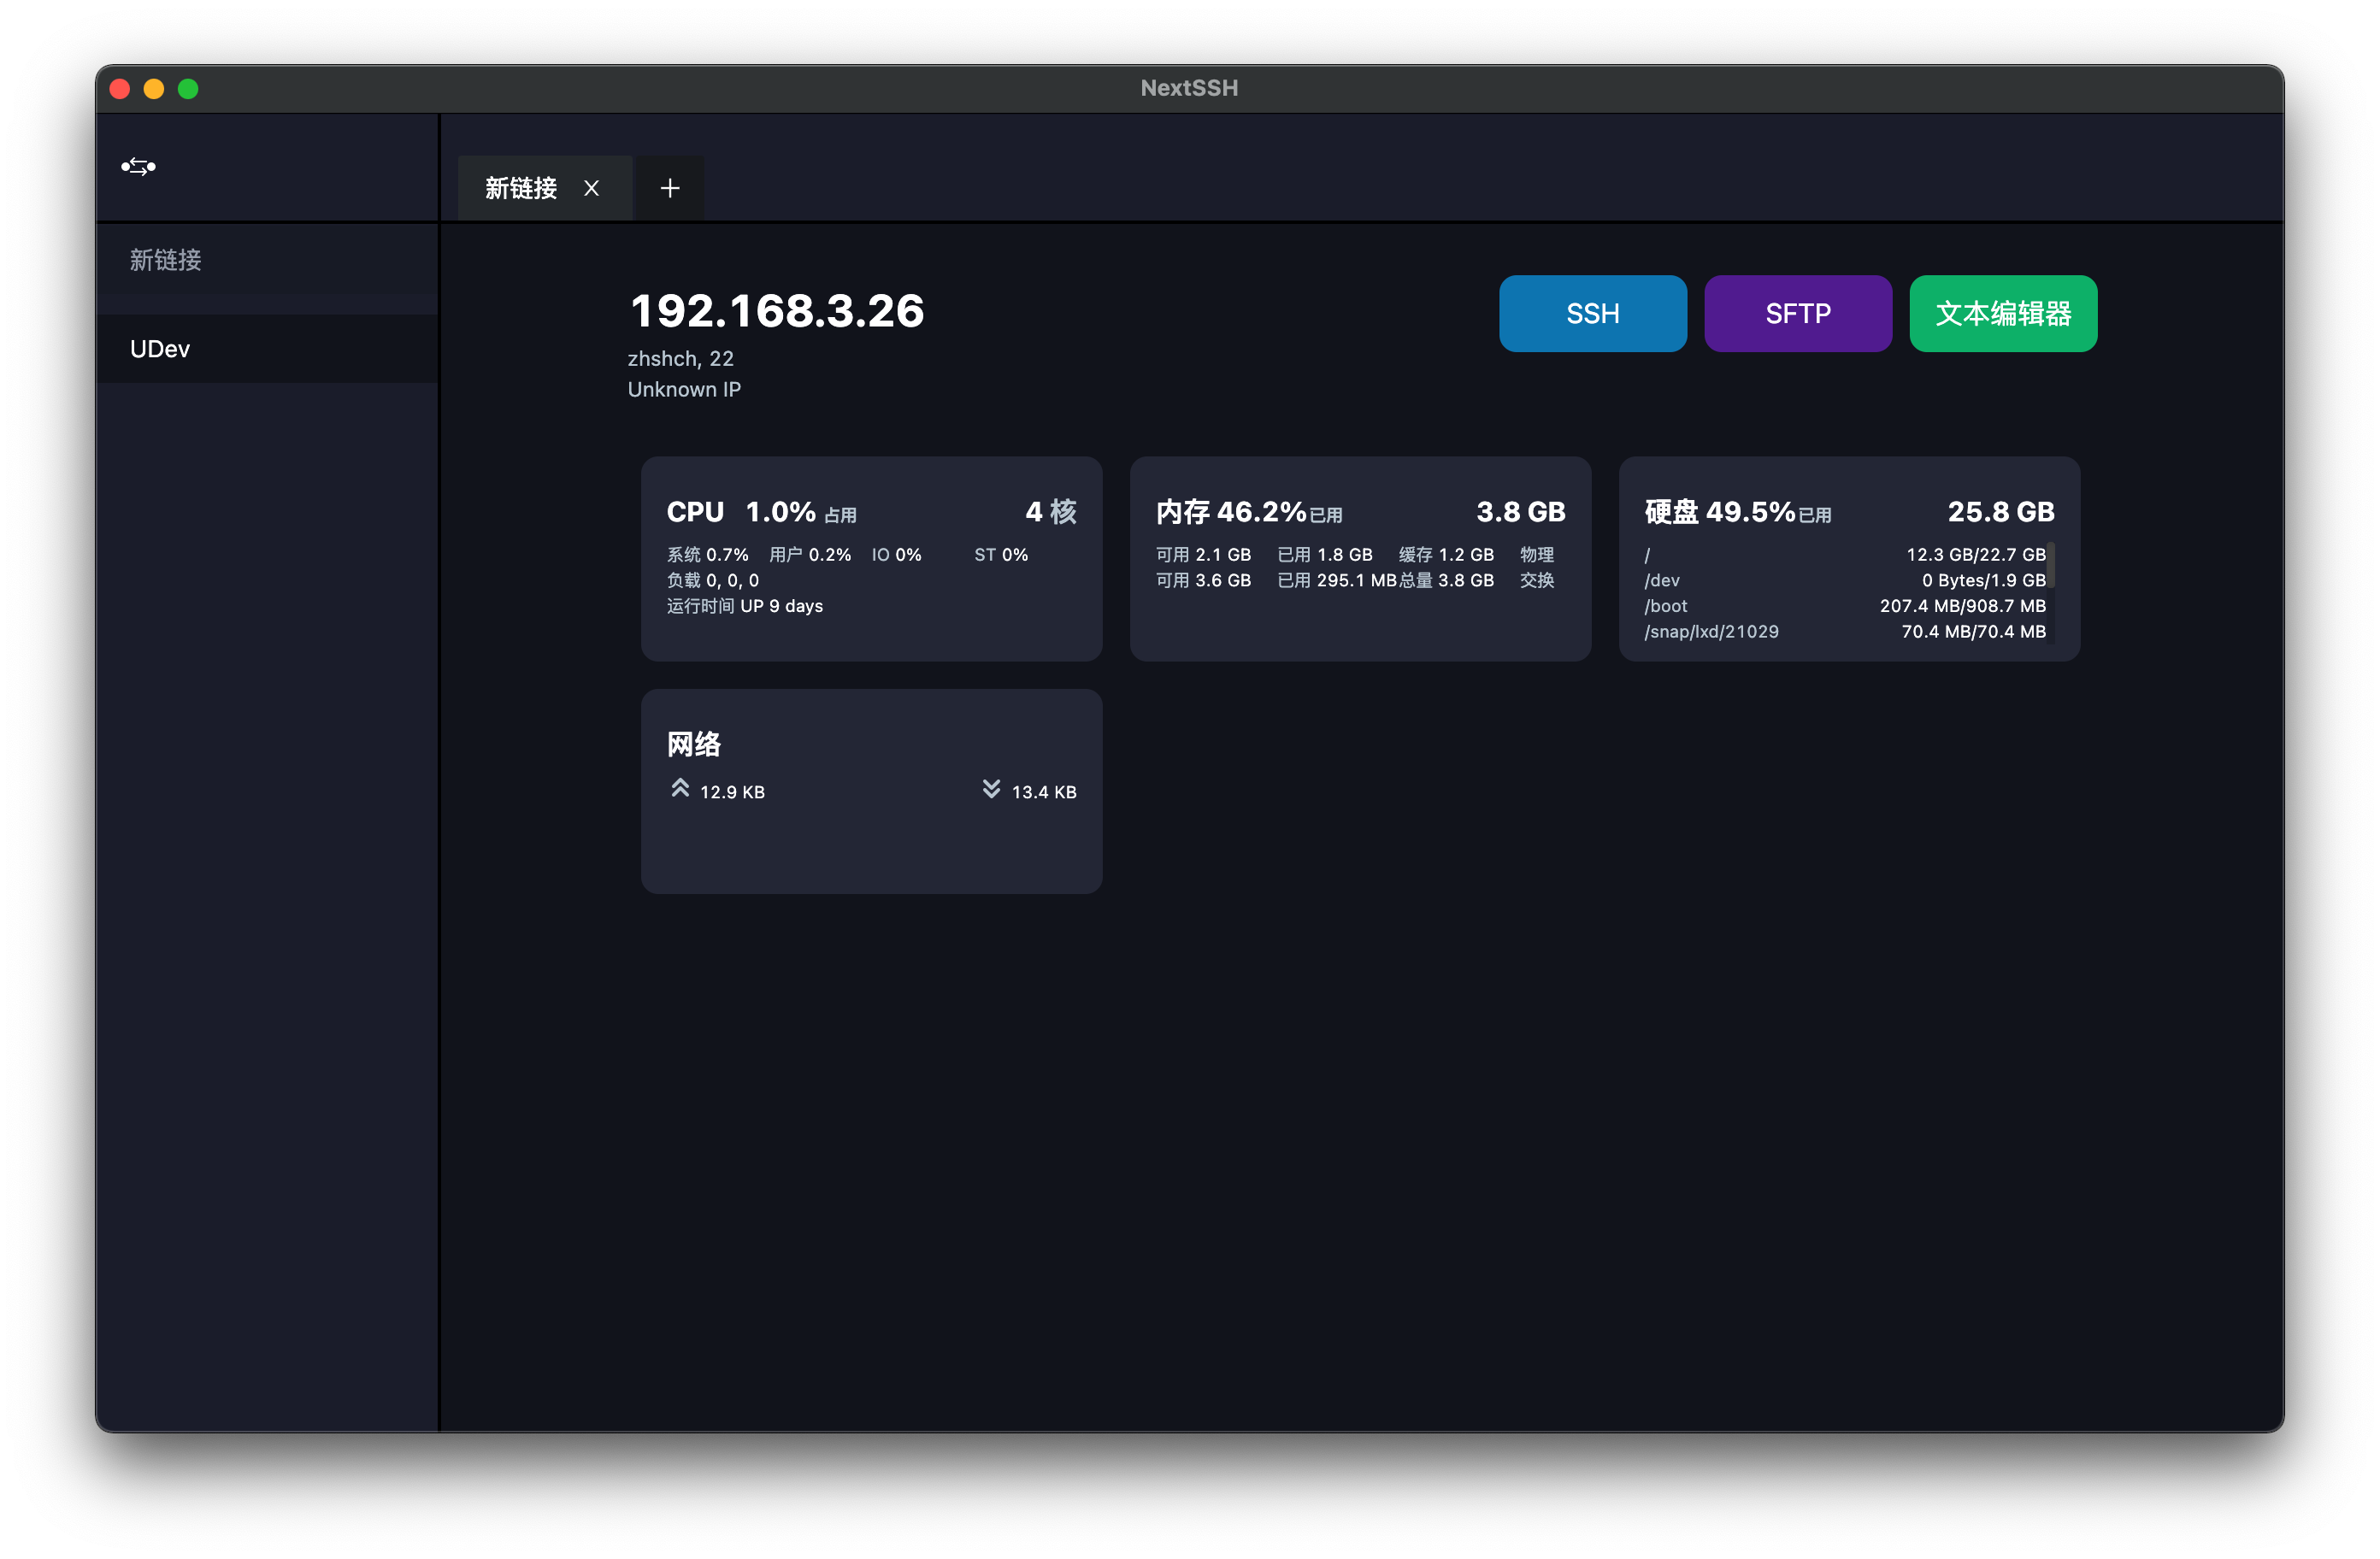 NextSSH
新链接 X +
新链接
UDev
192.168.3.26
zhshch, 22
Unknown IP
SSH SFTP 文本编辑器
CPU 1.0% 占用 4 核
系统 0.7% 用户 0.2% IO 0% ST 0%
负载 0, 0, 0
运行时间 UP 9 days
内存 46.2%已用 3.8 GB
可用 2.1 GB 已用 1.8 GB 缓存 1.2 GB 物理
可用 3.6 GB 已用 295.1 MB总量 3.8 GB 交换
硬盘 49.5%已用 25.8 GB
/ 12.3 GB/22.7 GB
/dev 0 Bytes/1.9 GB
/boot 207.4 MB/908.7 MB
/snap/lxd/21029 70.4 MB/70.4 MB
网络
12.9 KB 13.4 KB